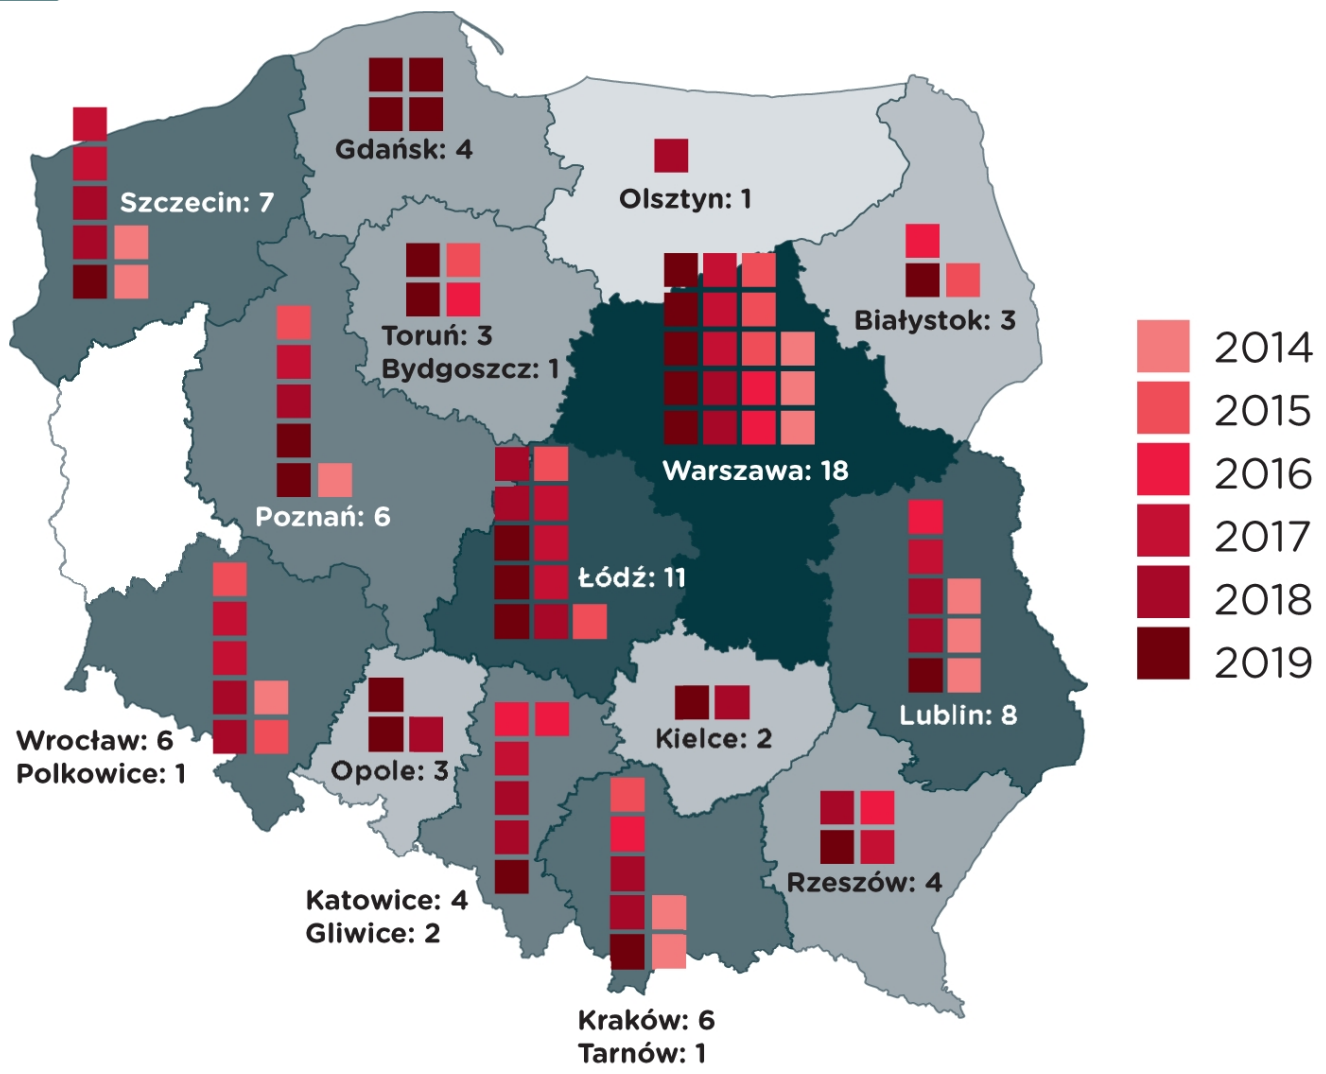 Gdańsk: 4
Szczecin: 7
Olsztyn: 1
Toruń: 3
Bydgoszcz: 1
Białystok: 3
Warszawa: 18
Poznań: 6
Łódź: 11
Wrocław: 6
Polkowice: 1
Opole: 3
Kielce: 2
Lublin: 8
Katowice: 4
Gliwice: 2
Rzeszów: 4
Kraków: 6
Tarnów: 1
2014
2015
2016
2017
2018
2019